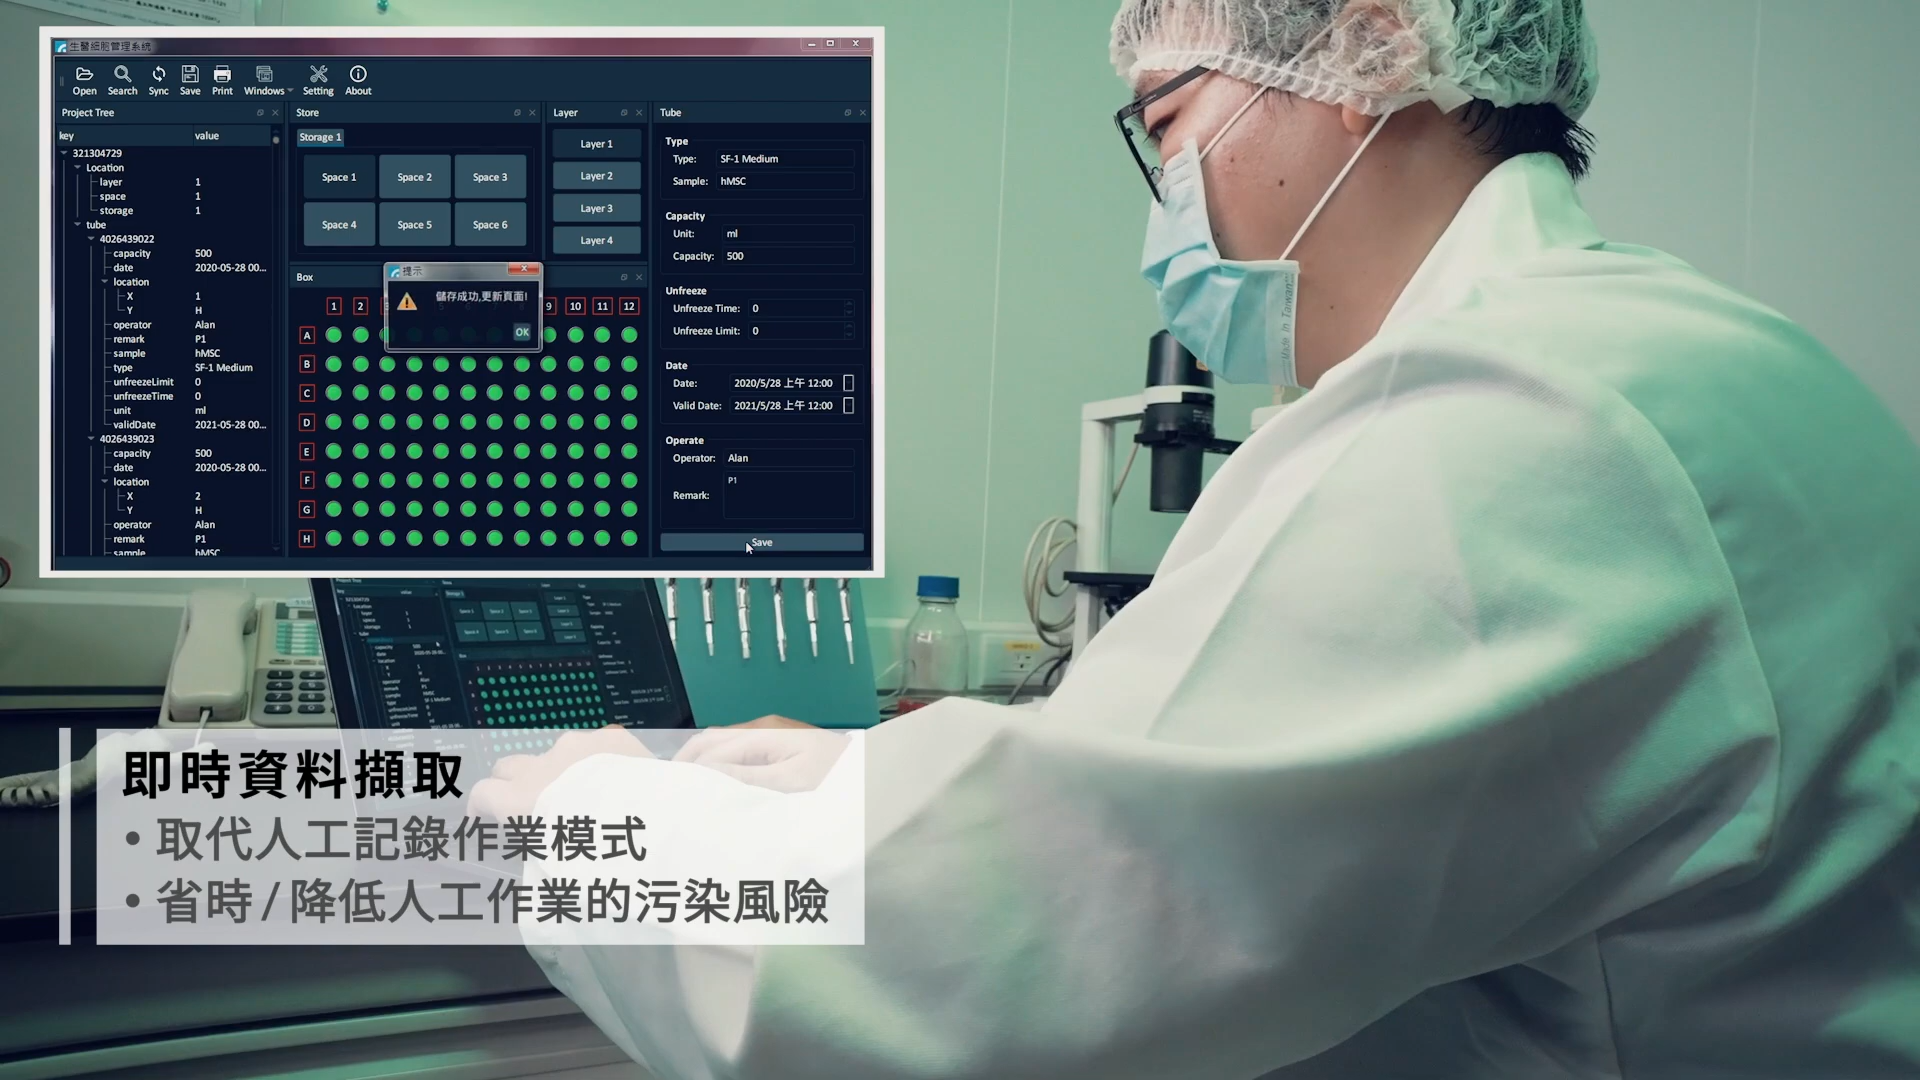 生醫細胞管理系統
Open Search Sync Save Print Windows Setting About
Project Tree
key value
321304729
Location
layer 1
space 1
storage 1
tube
4026439022
capacity 500
date 2020-05-28 00...
location
X 1
Y H
operator Alan
remark P1
sample hMSC
type SF-1 Medium
unfreezeLimit 0
unfreezeTime 0
unit ml
validDate 2021-05-28 00...
4026439023
capacity 500
date 2020-05-28 00...
location
X 2
Y H
operator Alan
remark P1
sample hMSC
Store
Storage 1
Space 1 Space 2 Space 3
Space 4 Space 5 Space 6
Layer
Layer 1
Layer 2
Layer 3
Layer 4
Box
1 2 9 10 11 12
A
B
C
D
E
F
G
H
提示
儲存成功,更新頁面!
OK
Tube
Type
Type: SF-1 Medium
Sample: hMSC
Capacity
Unit: ml
Capacity: 500
Unfreeze
Unfreeze Time: 0
Unfreeze Limit: 0
Date
Date: 2020/5/28 上午 12:00
Valid Date: 2021/5/28 上午 12:00
Operate
Operator: Alan
Remark: P1
Save
Made In Taiwan
即時資料擷取
• 取代人工記錄作業模式
• 省時/降低人工作業的污染風險